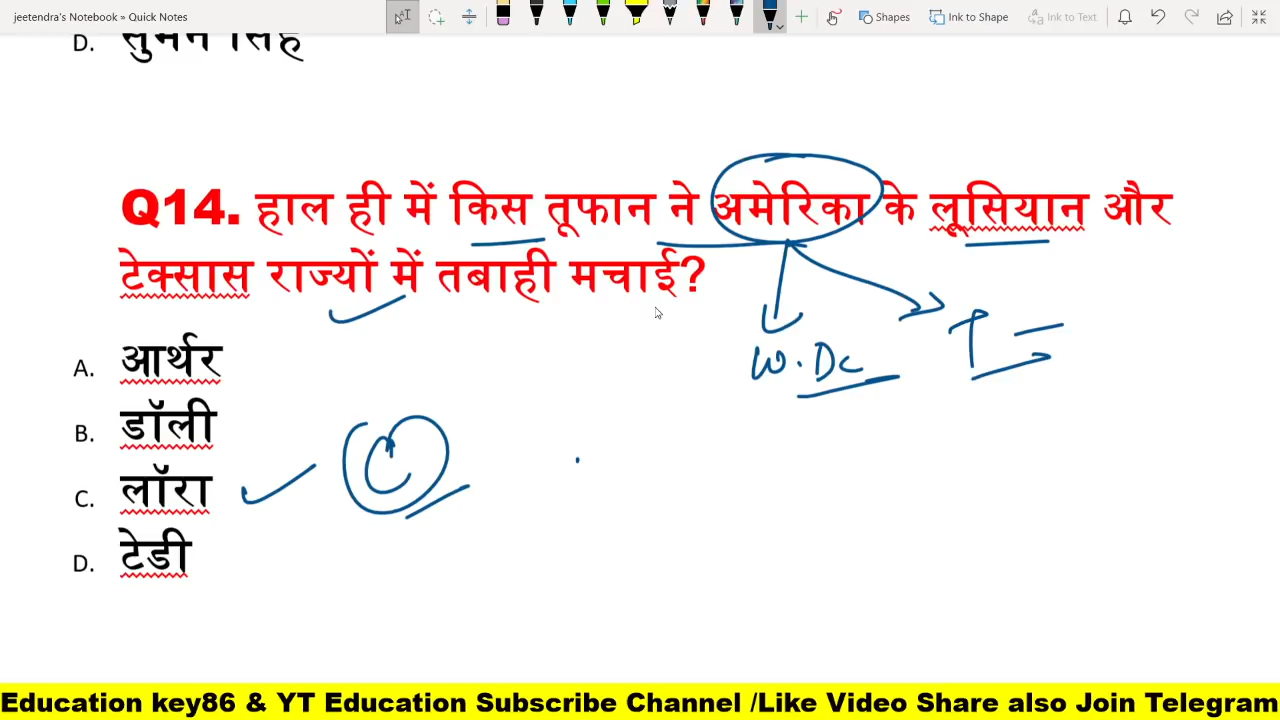 jeetendra's Notebook » Quick Notes
Shapes
Ink to Shape
Ink to Text
D. सुमन सिंह
Q14. हाल ही में किस तूफान ने अमेरिका के लूसियान और
टेक्सास राज्यों में तबाही मचाई?
A. आर्थर
B. डॉली
C. लॉरा
D. टेडी
W.DC
C
Education key86 & YT Education Subscribe Channel /Like Video Share also Join Telegram